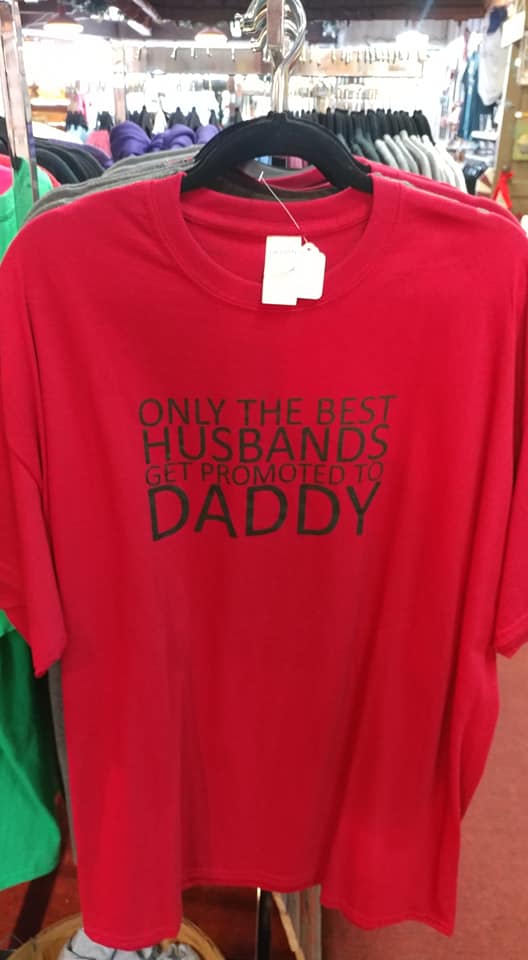 ONLY THE BEST
HUSBANDS
GET PROMOTED TO
DADDY